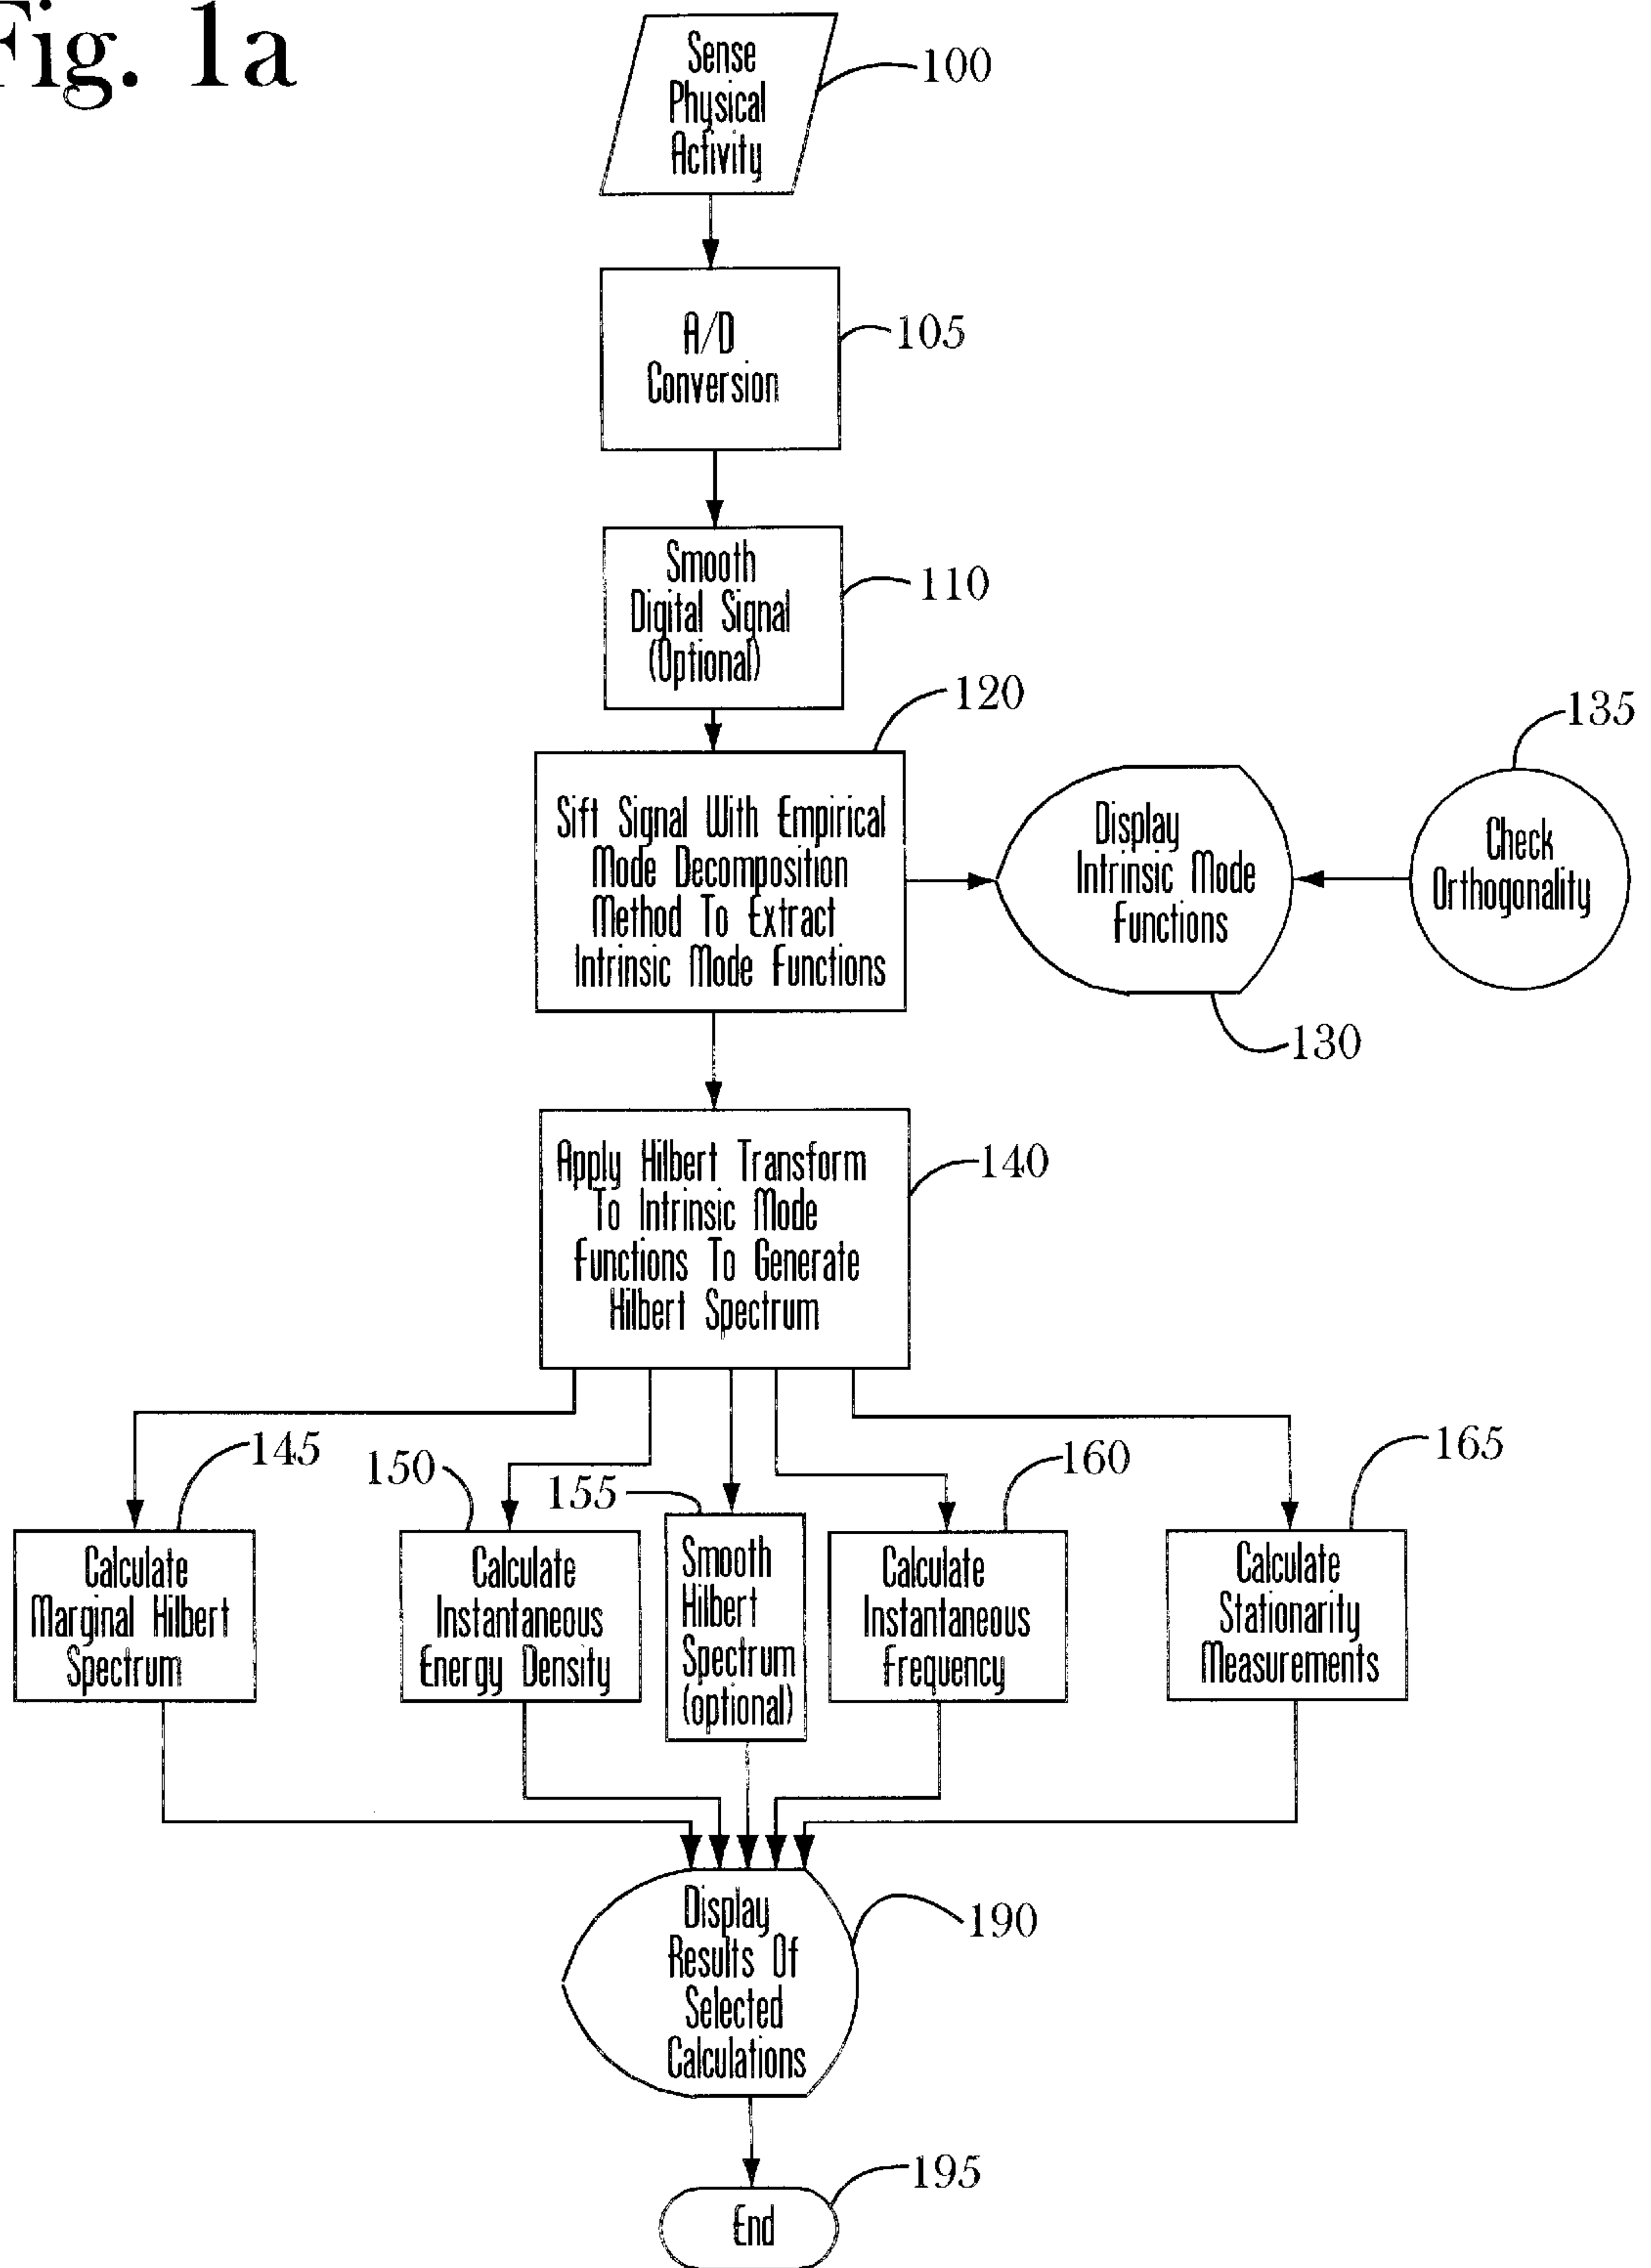 Fig. 1a
Sense
Physical
Activity
100
A/D
Conversion
105
Smooth
Digital Signal
(Optional)
110
120
Sift Signal With Empirical
Mode Decomposition
Method To Extract
Intrinsic Mode Functions
Display
Intrinsic Mode
Functions
130
135
Check
Orthogonality
Apply Hilbert Transform
To Intrinsic Mode
Functions To Generate
Hilbert Spectrum
140
145
150
155
160
165
Calculate
Marginal Hilbert
Spectrum
Calculate
Instantaneous
Energy Density
Smooth
Hilbert
Spectrum
(optional)
Calculate
Instantaneous
Frequency
Calculate
Stationarity
Measurements
Display
Results Of
Selected
Calculations
190
195
End